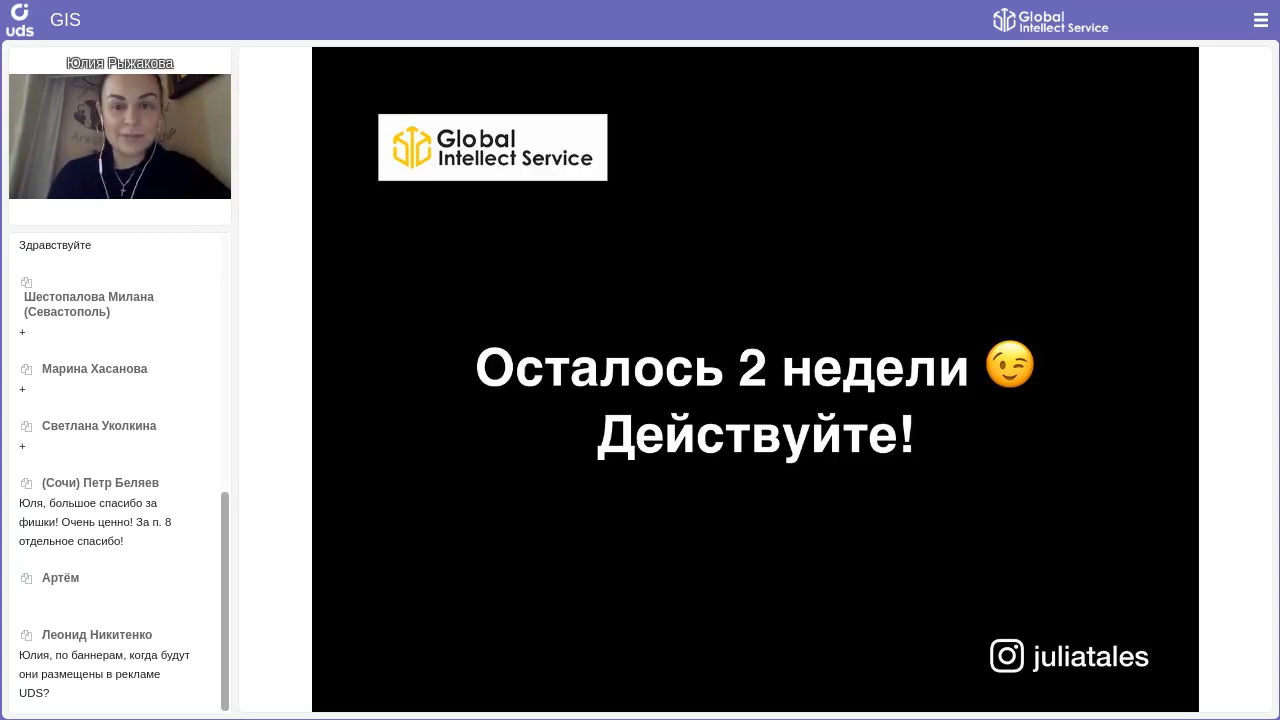 uds
GIS
Global
Intellect Service
Юлия Рыжакова
Здравствуйте
Шестопалова Милана
(Севастополь)
+
Марина Хасанова
+
Светлана Уколкина
+
(Сочи) Петр Беляев
Юля, большое спасибо за
фишки! Очень ценно! За п. 8
отдельное спасибо!
Артём
Леонид Никитенко
Юлия, по баннерам, когда будут
они размещены в рекламе
UDS?
Global
Intellect Service
Осталось 2 недели 😉
Действуйте!
juliatales